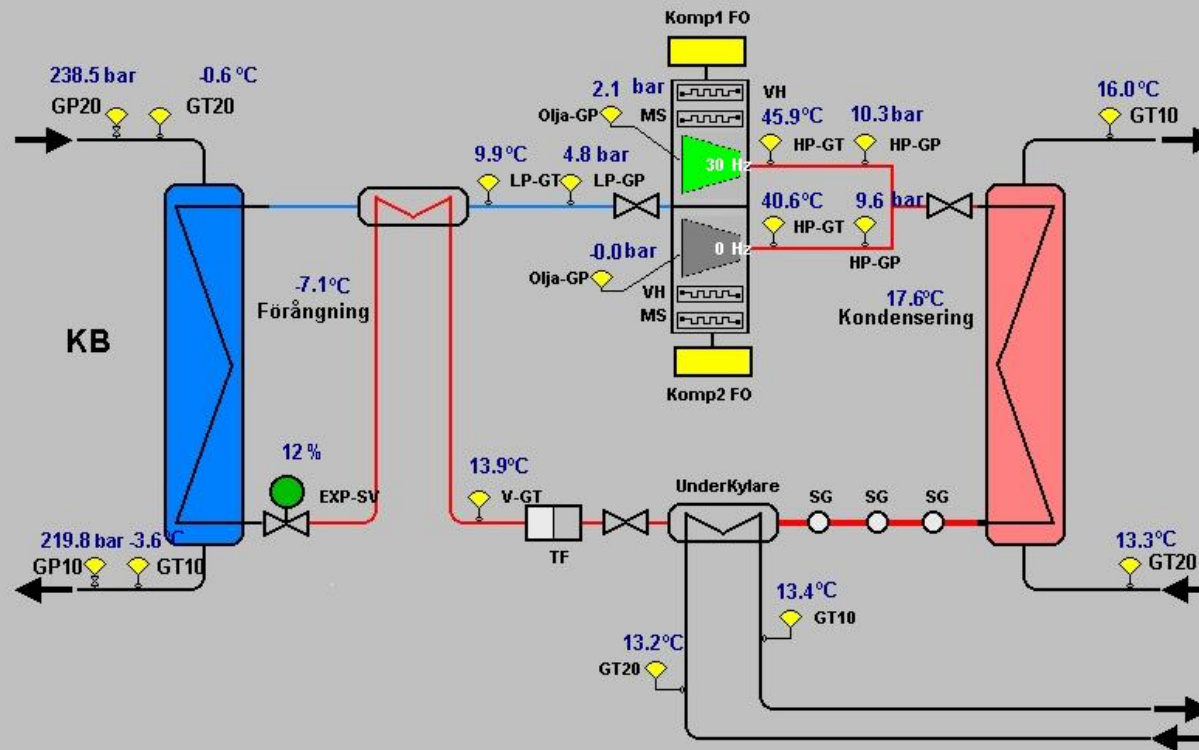 Komp1 FO
238.5 bar
-0.6 °C
GP20
GT20
2.1 bar
VH
MS
Olja-GP
45.9°C
10.3 bar
HP-GT
HP-GP
30 Hz
16.0°C
GT10
9.9°C
4.8 bar
LP-GT
LP-GP
40.6°C
9.6 bar
HP-GT
HP-GP
0 Hz
-0.0 bar
Olja-GP
VH
MS
-7.1°C
Förångning
17.6°C
Kondensering
KB
Komp2 FO
12 %
EXP-SV
13.9°C
V-GT
TF
UnderKylare
SG
SG
SG
219.8 bar
-3.6°C
GP10
GT10
13.3°C
GT20
13.4°C
GT10
13.2°C
GT20